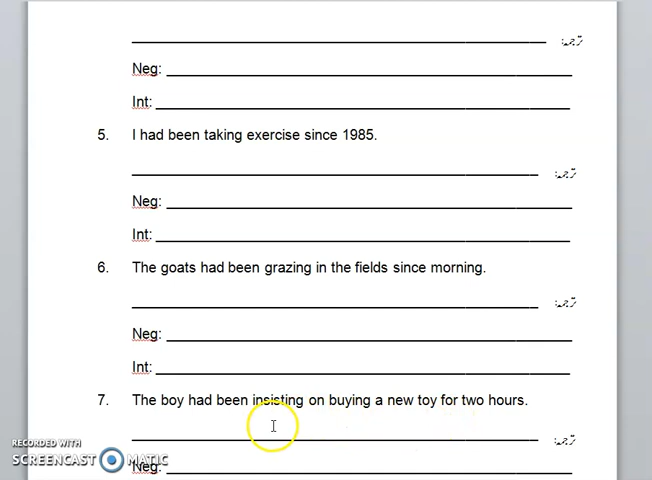 ترجمہ:
Neg:
Int:
5. I had been taking exercise since 1985.
ترجمہ:
Neg:
Int:
6. The goats had been grazing in the fields since morning.
ترجمہ:
Neg:
Int:
7. The boy had been insisting on buying a new toy for two hours.
ترجمہ:
Neg:
RECORDED WITH
SCREENCAST MATIC